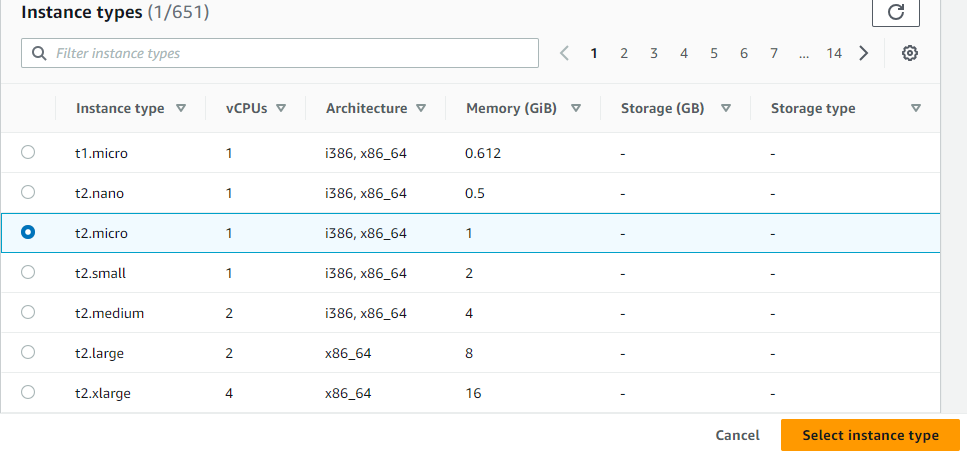 Instance types (1/651)
Filter instance types 1 2 3 4 5 6 7 ... 14
Instance type vCPUs Architecture Memory (GiB) Storage (GB) Storage type
t1.micro 1 i386, x86_64 0.612 - -
t2.nano 1 i386, x86_64 0.5 - -
t2.micro 1 i386, x86_64 1 - -
t2.small 1 i386, x86_64 2 - -
t2.medium 2 i386, x86_64 4 - -
t2.large 2 x86_64 8 - -
t2.xlarge 4 x86_64 16 - -
Cancel Select instance type